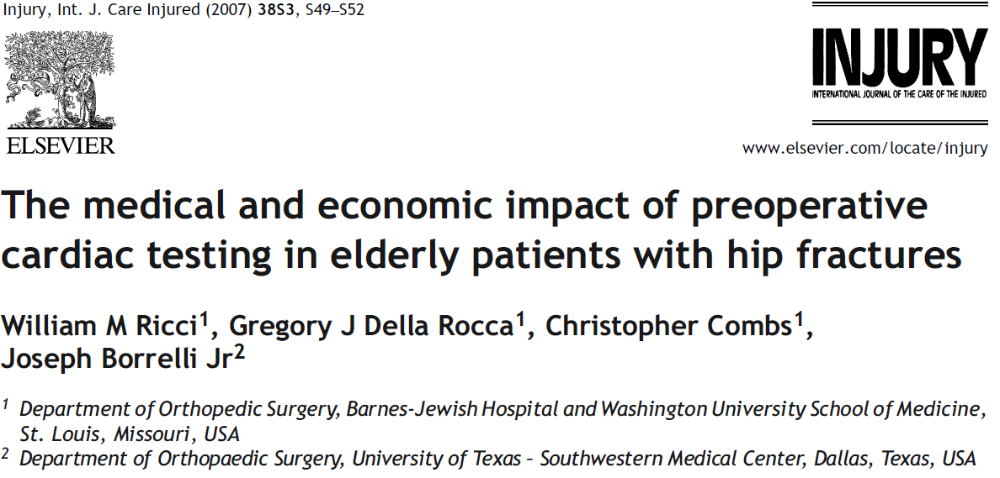 Injury, Int. J. Care Injured (2007) 38S3, S49–S52
ELSEVIER
INJURY
INTERNATIONAL JOURNAL OF THE CARE OF THE INJURED
www.elsevier.com/locate/injury
The medical and economic impact of preoperative
cardiac testing in elderly patients with hip fractures
William M Ricci1, Gregory J Della Rocca1, Christopher Combs1,
Joseph Borrelli Jr2
1 Department of Orthopedic Surgery, Barnes-Jewish Hospital and Washington University School of Medicine,
St. Louis, Missouri, USA
2 Department of Orthopaedic Surgery, University of Texas – Southwestern Medical Center, Dallas, Texas, USA